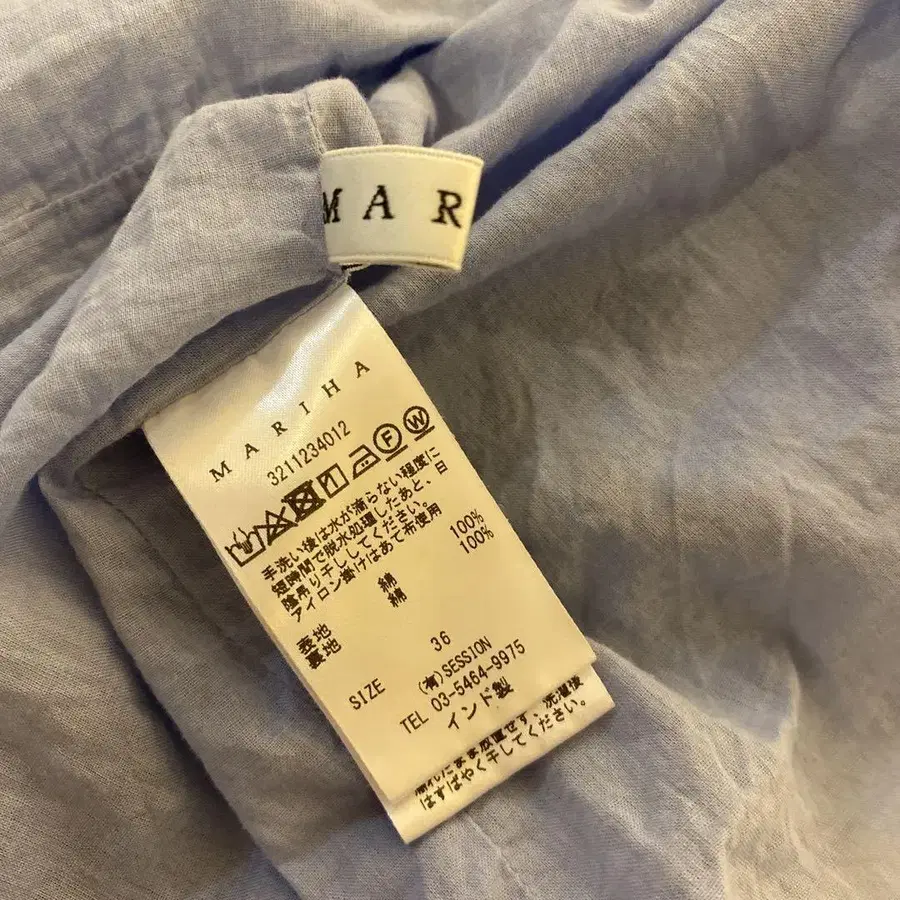 MAR
MARIHA
3211234012
F W
手洗い後は水が滴らない程度に
短時間で脱水処理したあと、日
陰吊り干ししてください。
アイロン掛けはあて布使用
表地 綿 100%
裏地 綿 100%
SIZE 36
(有)SESSION
TEL 03-5464-9975
インド製
濡れたまま放置せず、洗濯後
はすばやく干してください。